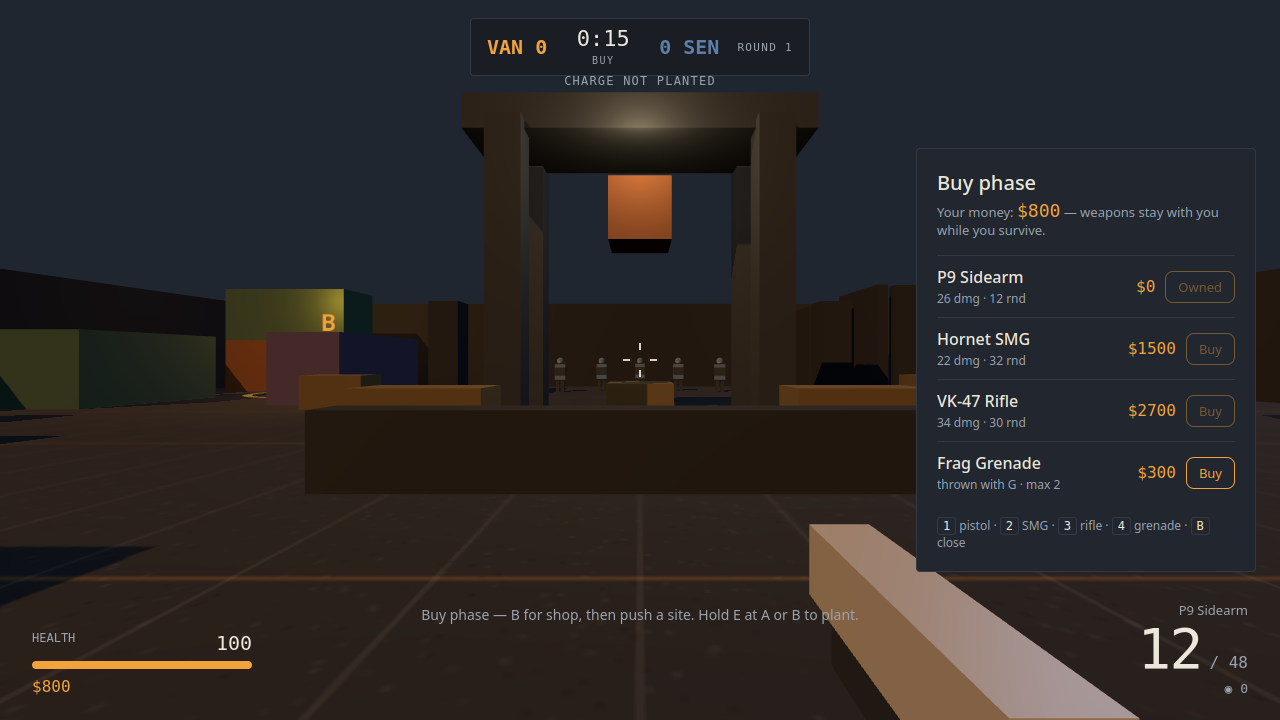 VAN 0
0:15
BUY
0 SEN
ROUND 1
CHARGE NOT PLANTED
B
Buy phase
Your money: $800 — weapons stay with you
while you survive.
P9 Sidearm
26 dmg · 12 rnd
$0
Owned
Hornet SMG
22 dmg · 32 rnd
$1500
Buy
VK-47 Rifle
34 dmg · 30 rnd
$2700
Buy
Frag Grenade
thrown with G · max 2
$300
Buy
1 pistol · 2 SMG · 3 rifle · 4 grenade · B
close
Buy phase — B for shop, then push a site. Hold E at A or B to plant.
HEALTH
100
$800
P9 Sidearm
12 / 48
◉ 0